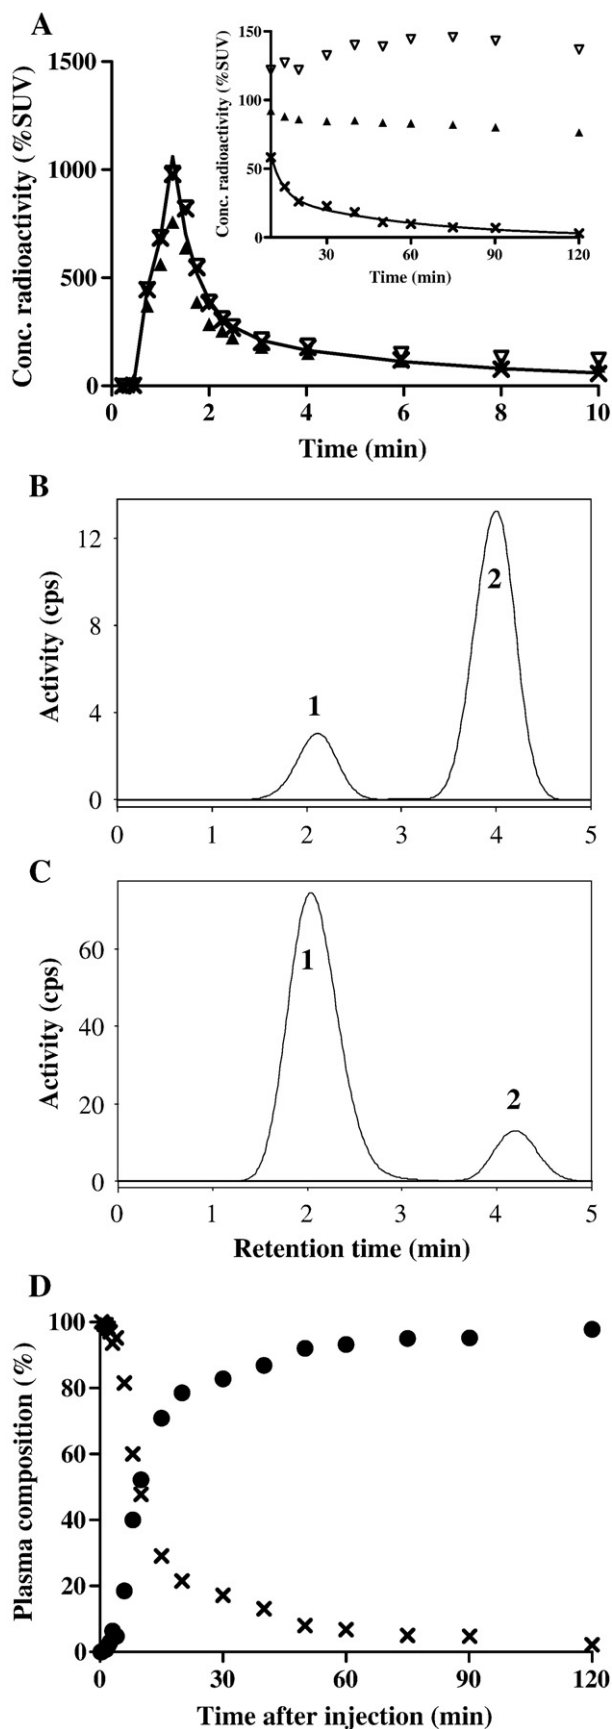 A
Conc. radioactivity (%SUV)
1500
1000
500
0
0 2 4 6 8 10
Time (min)
Conc. radioactivity (%SUV)
150
100
50
0
30 60 90 120
Time (min)
B
Activity (cps)
12
8
4
0
1
2
0 1 2 3 4 5
C
Activity (cps)
60
40
20
0
1
2
0 1 2 3 4 5
Retention time (min)
D
Plasma composition (%)
100
80
60
40
20
0
0 30 60 90 120
Time after injection (min)